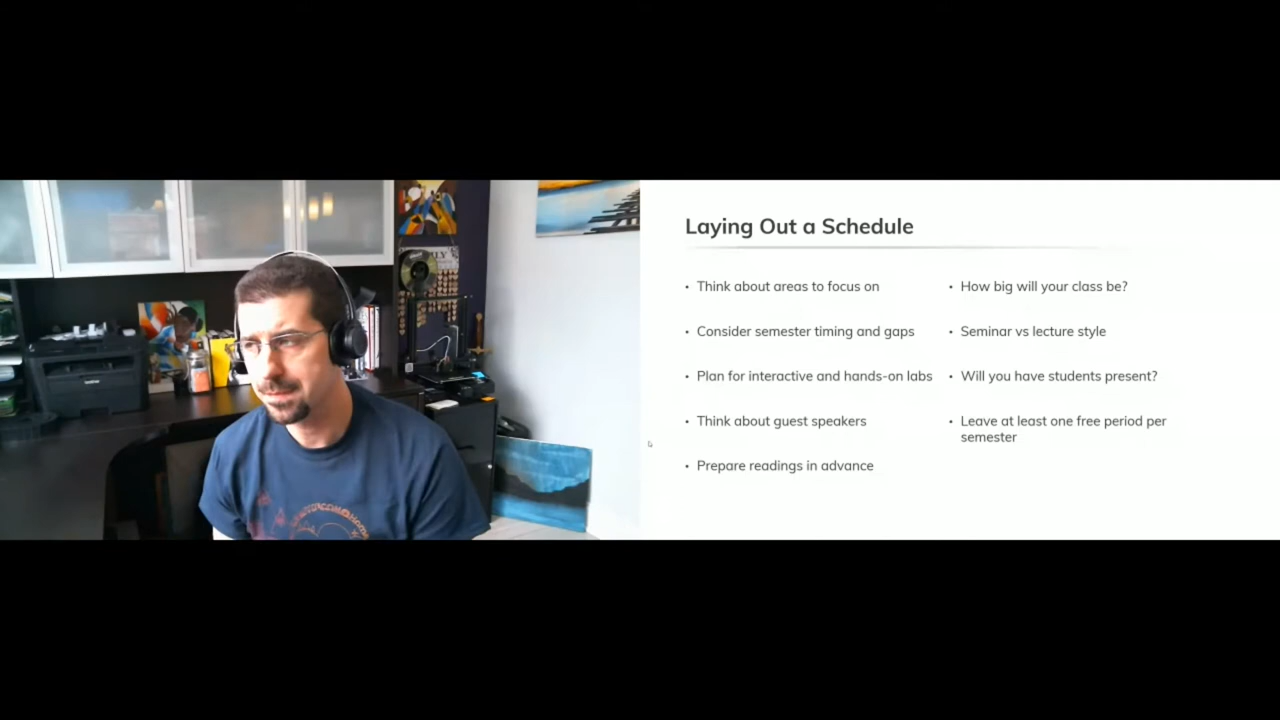 Laying Out a Schedule
• Think about areas to focus on
• Consider semester timing and gaps
• Plan for interactive and hands-on labs
• Think about guest speakers
• Prepare readings in advance
• How big will your class be?
• Seminar vs lecture style
• Will you have students present?
• Leave at least one free period per
semester
brother